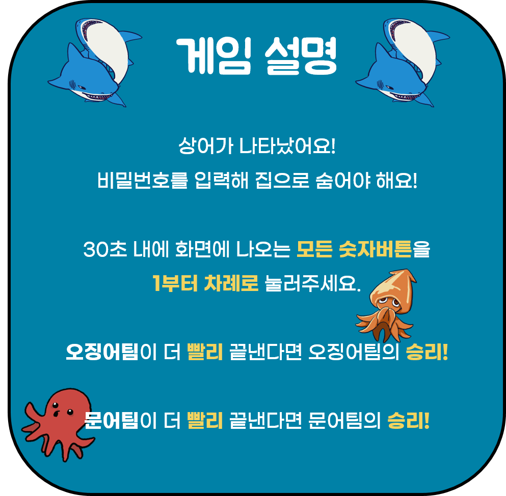 게임 설명
상어가 나타났어요!
비밀번호를 입력해 집으로 숨어야 해요!
30초 내에 화면에 나오는 모든 숫자버튼을
1부터 차례로 눌러주세요.
오징어팀이 더 빨리 끝낸다면 오징어팀의 승리!
문어팀이 더 빨리 끝낸다면 문어팀의 승리!